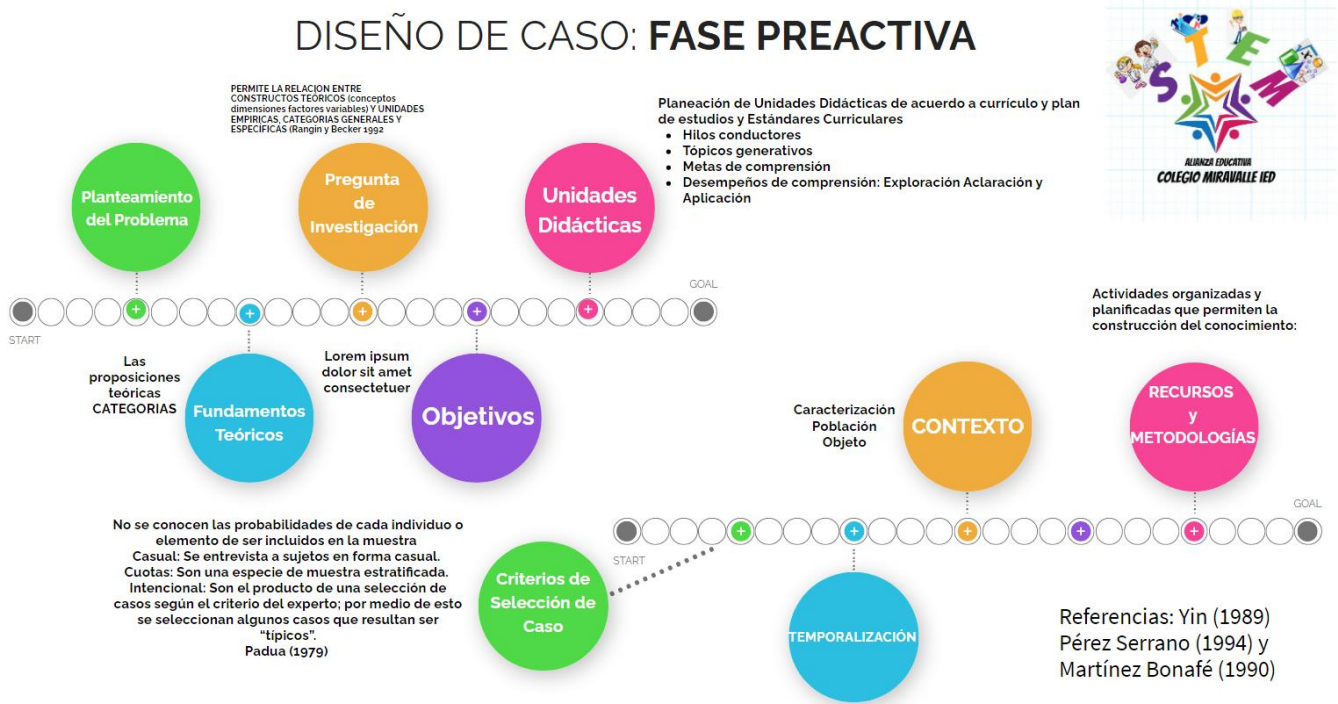 DISEÑO DE CASO: FASE PREACTIVA
S T E M
ALIANZA EDUCATIVA
COLEGIO MIRAVALLE IED
PERMITE LA RELACION ENTRE
CONSTRUCTOS TEÓRICOS (conceptos
dimensiones factores variables) Y UNIDADES
EMPIRICAS, CATEGORIAS GENERALES Y
ESPECIFICAS (Rangin y Becker 1992
Planeación de Unidades Didácticas de acuerdo a currículo y plan
de estudios y Estándares Curriculares
• Hilos conductores
• Tópicos generativos
• Metas de comprensión
• Desempeños de comprensión: Exploración Aclaración y
Aplicación
Planteamiento
del Problema
Pregunta
de
Investigación
Unidades
Didácticas
START
GOAL
Las
proposiciones
teóricas
CATEGORIAS
Fundamentos
Teóricos
Lorem ipsum
dolor sit amet
consectetuer
Objetivos
Actividades organizadas y
planificadas que permiten la
construcción del conocimiento:
Caracterización
Población
Objeto
CONTEXTO
RECURSOS
y
METODOLOGÍAS
START
GOAL
No se conocen las probabilidades de cada individuo o
elemento de ser incluidos en la muestra
Casual: Se entrevista a sujetos en forma casual.
Cuotas: Son una especie de muestra estratificada.
Intencional: Son el producto de una selección de
casos según el criterio del experto; por medio de esto
se seleccionan algunos casos que resultan ser
“típicos”.
Padua (1979)
Criterios de
Selección de
Caso
TEMPORALIZACIÓN
Referencias: Yin (1989)
Pérez Serrano (1994) y
Martínez Bonafé (1990)